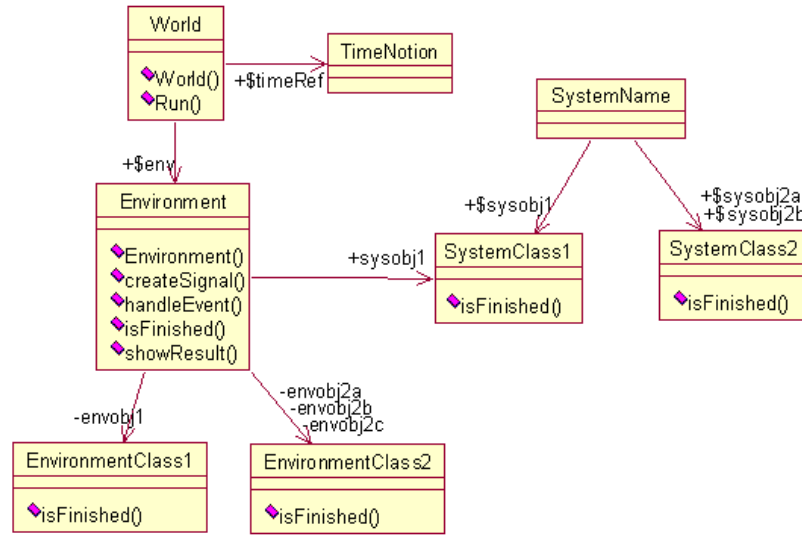 World
World()
Run()
+$timeRef
TimeNotion
SystemName
+$env
Environment
Environment()
createSignal()
handleEvent()
isFinished()
showResult()
+sysobj1
+$sysobj1
SystemClass1
isFinished()
+$sysobj2a
+$sysobj2b
SystemClass2
isFinished()
-envobj1
EnvironmentClass1
isFinished()
-envobj2a
-envobj2b
-envobj2c
EnvironmentClass2
isFinished()